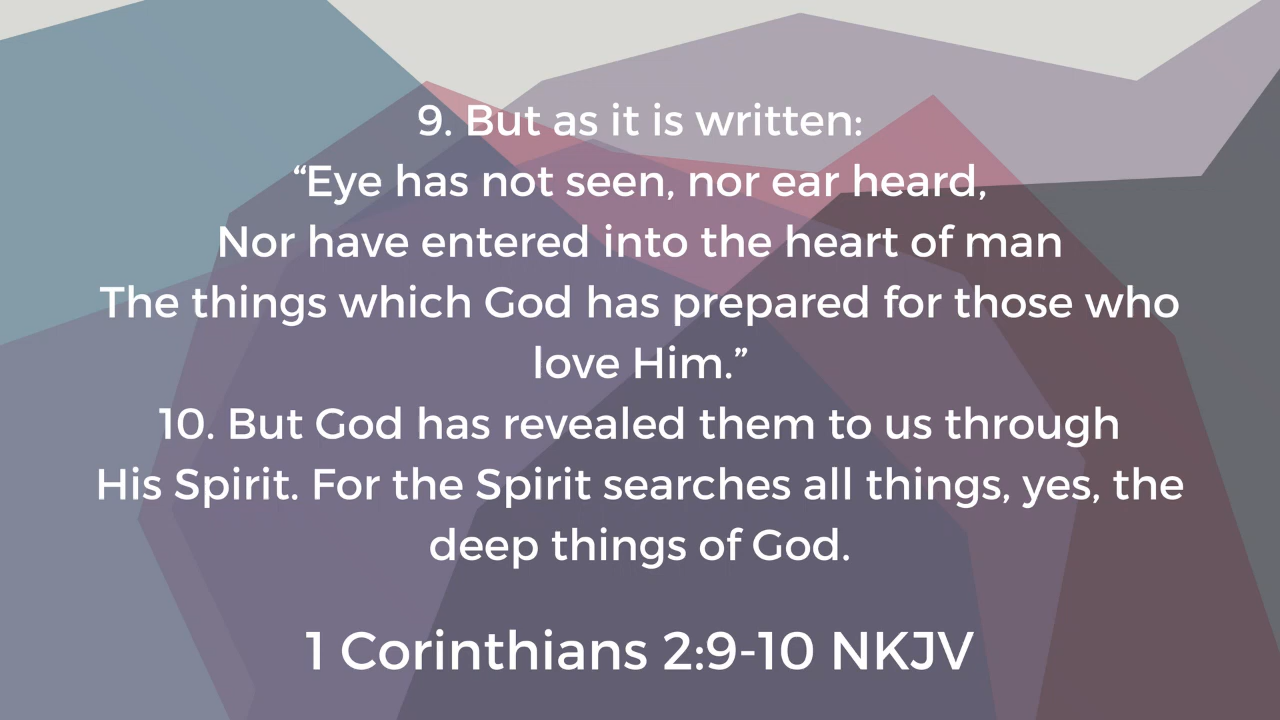 9. But as it is written:
“Eye has not seen, nor ear heard,
Nor have entered into the heart of man
The things which God has prepared for those who
love Him.”
10. But God has revealed them to us through
His Spirit. For the Spirit searches all things, yes, the
deep things of God.
1 Corinthians 2:9-10 NKJV